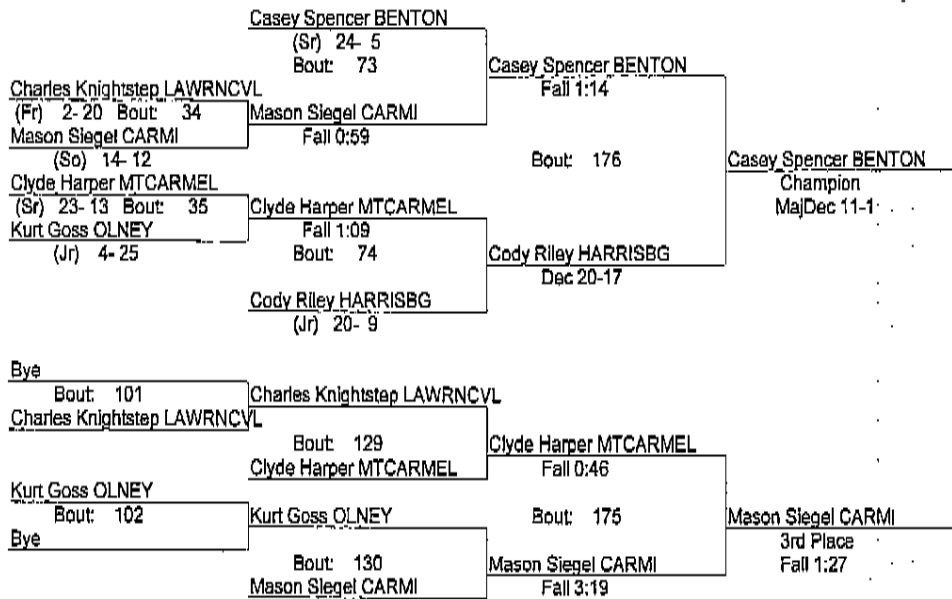 Casey Spencer BENTON
(Sr) 24- 5
Bout: 73
Casey Spencer BENTON
Fall 1:14
Charles Knightstep LAWRNCVL
(Fr) 2- 20 Bout: 34
Mason Siegel CARMI
Fall 0:59
Mason Siegel CARMI
(So) 14- 12
Bout: 176
Casey Spencer BENTON
Champion
MajDec 11-1
Clyde Harper MTCARMEL
(Sr) 23- 13 Bout: 35
Clyde Harper MTCARMEL
Fall 1:09
Kurt Goss OLNEY
(Jr) 4- 25
Bout: 74
Cody Riley HARRISBG
Dec 20-17
Cody Riley HARRISBG
(Jr) 20- 9
Bye
Bout: 101
Charles Knightstep LAWRNCVL
Charles Knightstep LAWRNCVL
Bout: 129
Clyde Harper MTCARMEL
Fall 0:46
Clyde Harper MTCARMEL
Kurt Goss OLNEY
Bout: 102
Kurt Goss OLNEY
Bout: 175
Mason Siegel CARMI
3rd Place
Fall 1:27
Bye
Bout: 130
Mason Siegel CARMI
Fall 3:19
Mason Siegel CARMI